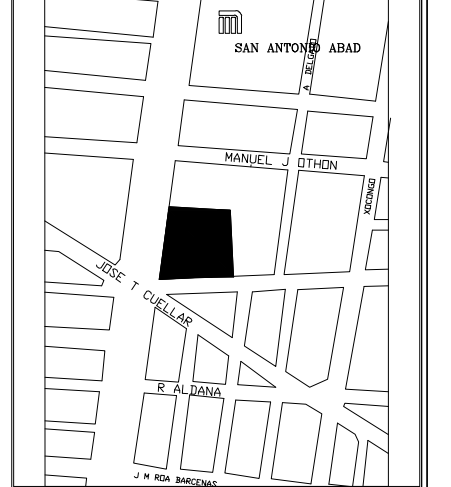 SAN ANTONIO ABAD
A DELGADO
MANUEL J OTHON
XOCONGO
JOSE T CUELLAR
R ALDANA
J M ROA BARCENAS